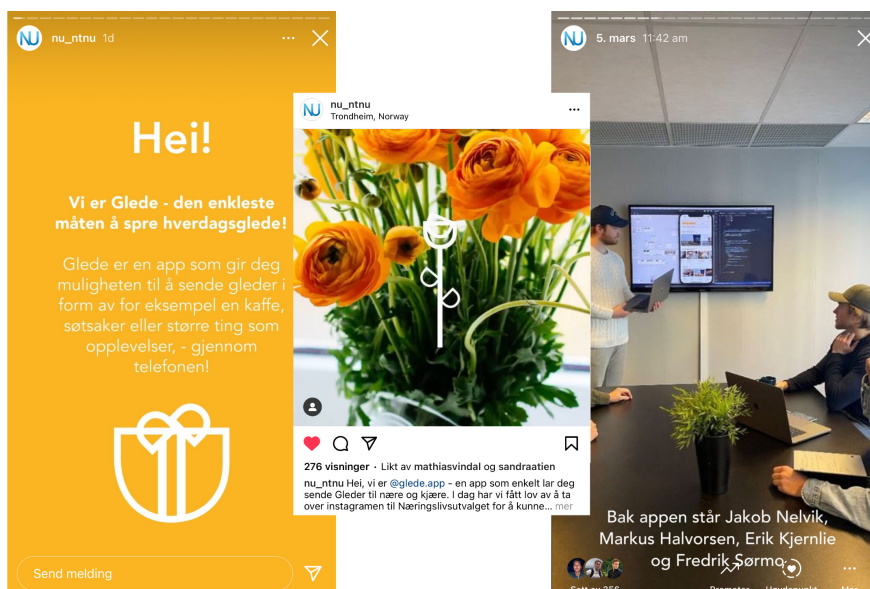 NU
nu_ntnu 1d
Hei!
Vi er Glede - den enkleste
måten å spre hverdagsglede!
Glede er en app som gir deg
muligheten til å sende gleder i
form av for eksempel en kaffe,
søtsaker eller større ting som
opplevelser, - gjennom
telefonen!
Send melding
NU
nu_ntnu
Trondheim, Norway
276 visninger · Likt av mathiasvindal og sandraatien
nu_ntnu Hei, vi er @glede.app - en app som enkelt lar deg
sende Gleder til nære og kjære. I dag har vi fått lov av å ta
over instagramen til Næringslivsutvalget for å kunne... mer
NU
5. mars 11:42 am
Bak appen står Jakob Nelvik,
Markus Halvorsen, Erik Kjernlie
og Fredrik Sørmo.